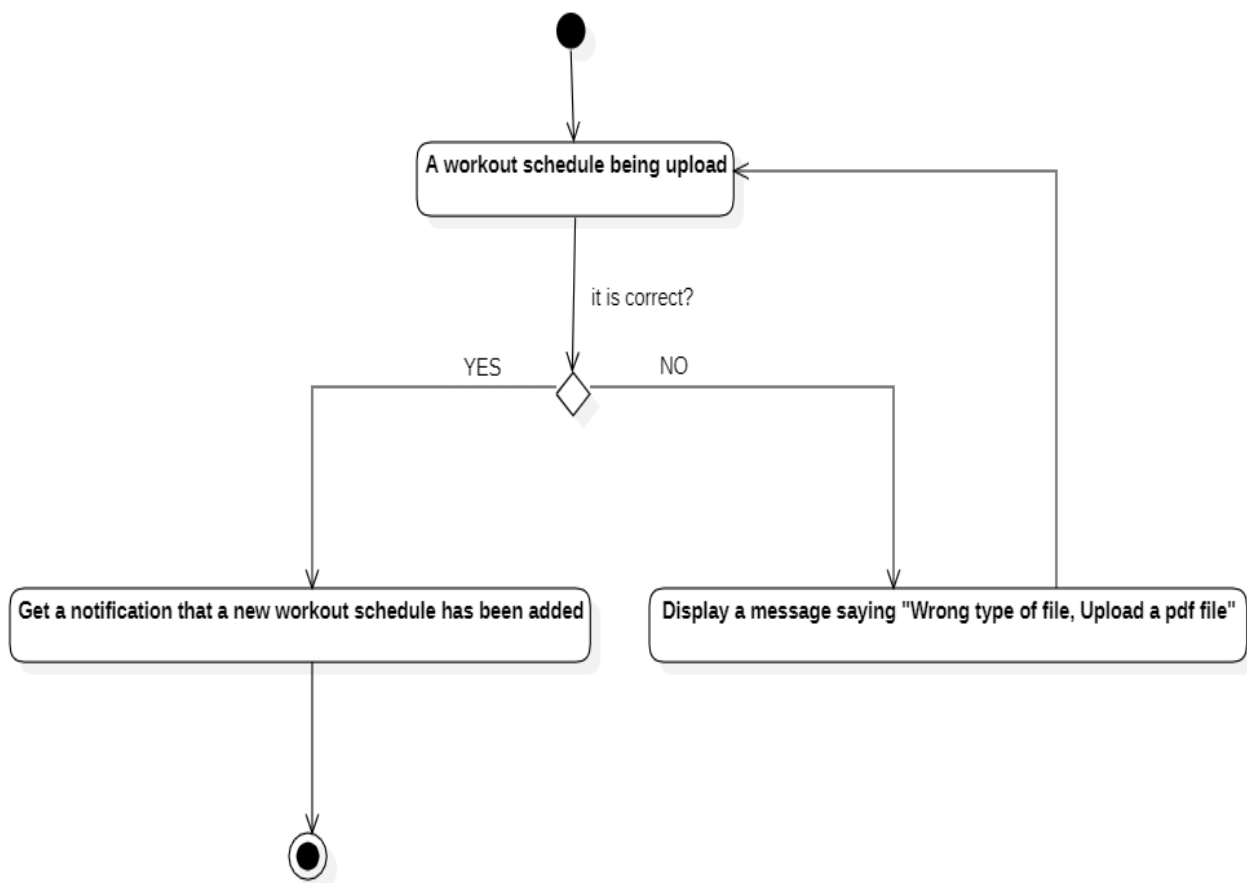 A workout schedule being upload
it is correct?
YES
NO
Get a notification that a new workout schedule has been added
Display a message saying "Wrong type of file, Upload a pdf file"